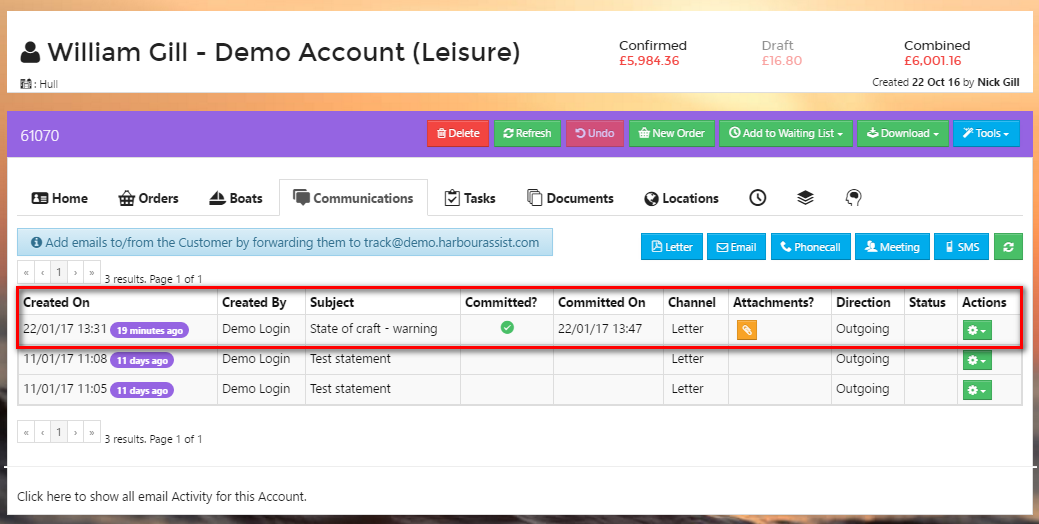 William Gill - Demo Account (Leisure)
Confirmed Draft Combined
£5,984.36 £16.80 £6,001.16
: Hull
Created 22 Oct 16 by Nick Gill
61070 Delete Refresh Undo New Order Add to Waiting List Download Tools
Home Orders Boats Communications Tasks Documents Locations
Add emails to/from the Customer by forwarding them to track@demo.harbourassist.com
Letter Email Phonecall Meeting SMS
« ‹ 1 › » 3 results. Page 1 of 1
Created On Created By Subject Committed? Committed On Channel Attachments? Direction Status Actions
22/01/17 13:31 19 minutes ago Demo Login State of craft - warning 22/01/17 13:47 Letter Outgoing
11/01/17 11:08 11 days ago Demo Login Test statement Letter Outgoing
11/01/17 11:05 11 days ago Demo Login Test statement Letter Outgoing
« ‹ 1 › » 3 results. Page 1 of 1
Click here to show all email Activity for this Account.